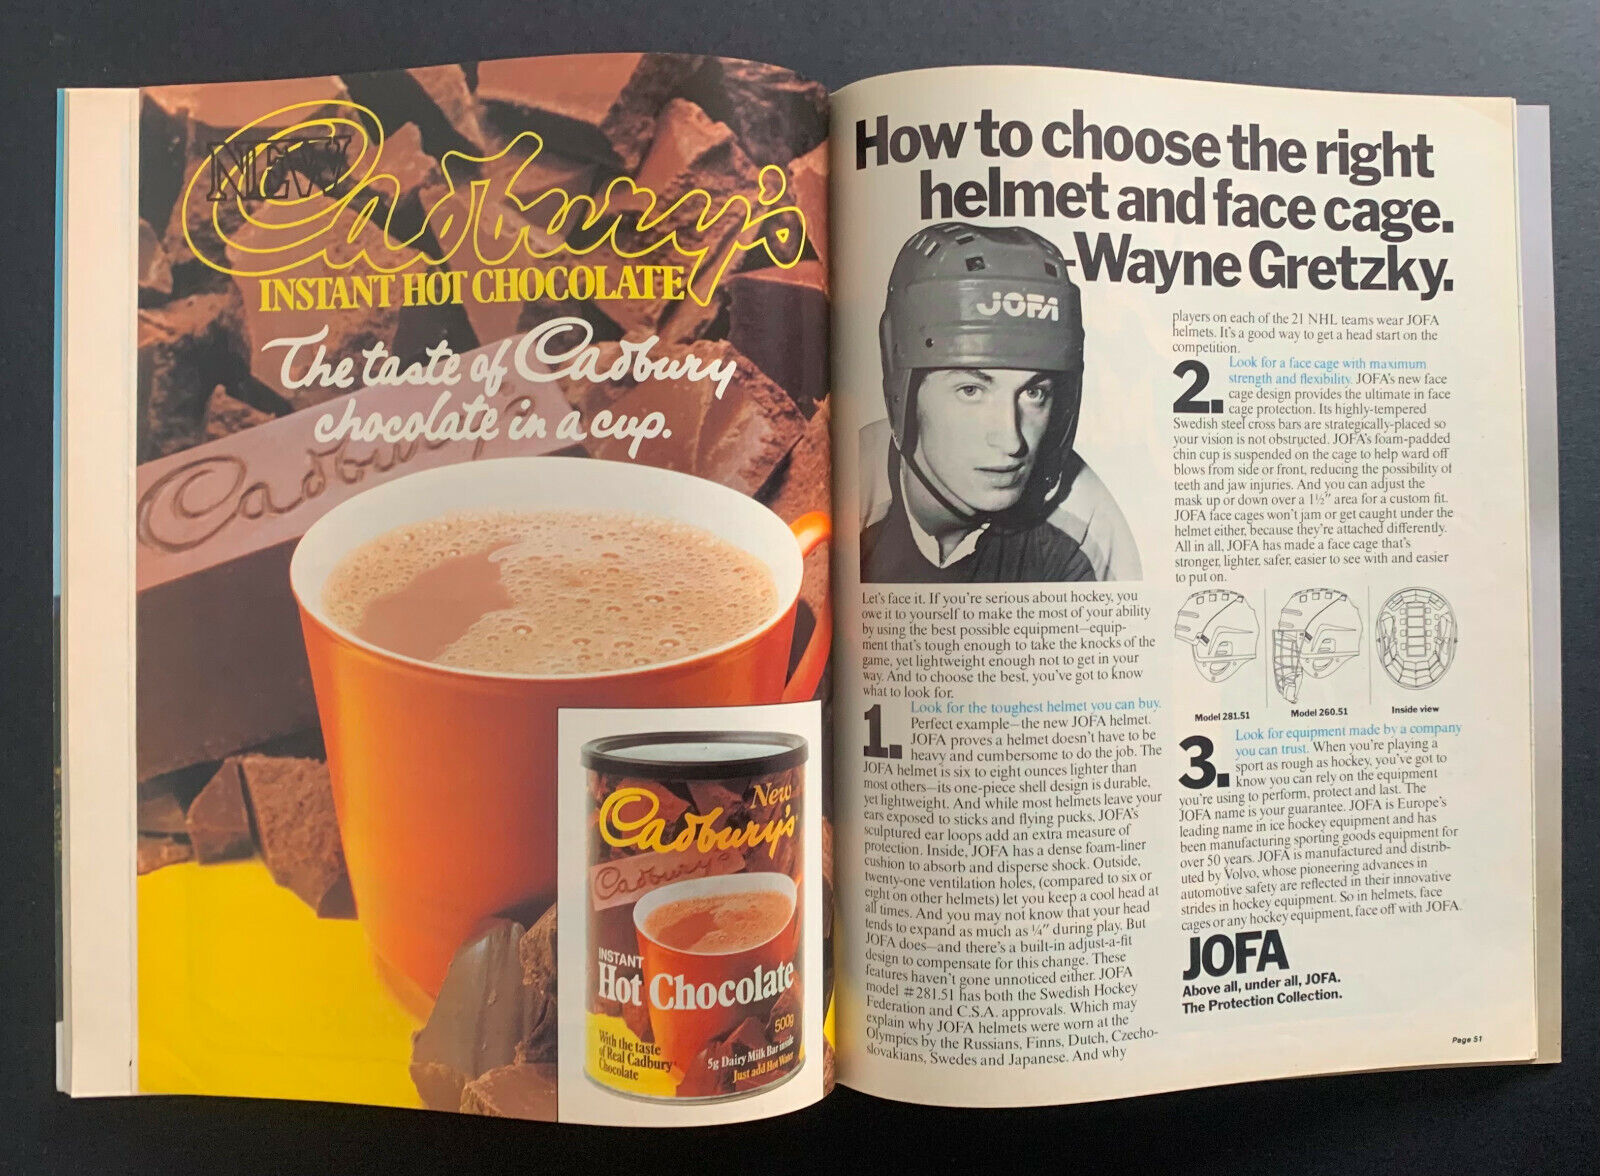 NEW
Cadbury's
INSTANT HOT CHOCOLATE
The taste of Cadbury
chocolate in a cup.
Cadbury
New
Cadbury's
Cadbury
INSTANT
Hot Chocolate
500g
With the taste
of Real Cadbury
Chocolate
5g Dairy Milk Bar inside
Just add Hot Water
How to choose the right
helmet and face cage.
-Wayne Gretzky.
JOFA
Let's face it. If you're serious about hockey, you
owe it to yourself to make the most of your ability
by using the best possible equipment—equip-
ment that's tough enough to take the knocks of the
game, yet lightweight enough not to get in your
way. And to choose the best, you've got to know
what to look for.
1. Look for the toughest helmet you can buy.
Perfect example—the new JOFA helmet.
JOFA proves a helmet doesn't have to be
heavy and cumbersome to do the job. The
JOFA helmet is six to eight ounces lighter than
most others—its one-piece shell design is durable,
yet lightweight. And while most helmets leave your
ears exposed to sticks and flying pucks, JOFA's
sculptured ear loops add an extra measure of
protection. Inside, JOFA has a dense foam-liner
cushion to absorb and disperse shock. Outside,
twenty-one ventilation holes, (compared to six or
eight on other helmets) let you keep a cool head at
all times. And you may not know that your head
tends to expand as much as ¼" during play. But
JOFA does—and there's a built-in adjust-a-fit
design to compensate for this change. These
features haven't gone unnoticed either. JOFA
model #281.51 has both the Swedish Hockey
Federation and C.S.A. approvals. Which may
explain why JOFA helmets were worn at the
Olympics by the Russians, Finns, Dutch, Czecho-
slovakians, Swedes and Japanese. And why
players on each of the 21 NHL teams wear JOFA
helmets. It's a good way to get a head start on the
competition.
2. Look for a face cage with maximum
strength and flexibility. JOFA's new face
cage design provides the ultimate in face
cage protection. Its highly-tempered
Swedish steel cross bars are strategically-placed so
your vision is not obstructed. JOFA's foam-padded
chin cup is suspended on the cage to help ward off
blows from side or front, reducing the possibility of
teeth and jaw injuries. And you can adjust the
mask up or down over a 1½" area for a custom fit.
JOFA face cages won't jam or get caught under the
helmet either, because they're attached differently.
All in all, JOFA has made a face cage that's
stronger, lighter, safer, easier to see with and easier
to put on.
Model 281.51
Model 260.51
Inside view
3. Look for equipment made by a company
you can trust. When you're playing a
sport as rough as hockey, you've got to
know you can rely on the equipment
you're using to perform, protect and last. The
JOFA name is your guarantee. JOFA is Europe's
leading name in ice hockey equipment and has
been manufacturing sporting goods equipment for
over 50 years. JOFA is manufactured and distrib-
uted by Volvo, whose pioneering advances in
automotive safety are reflected in their innovative
strides in hockey equipment. So in helmets, face
cages or any hockey equipment, face off with JOFA.
JOFA
Above all, under all, JOFA.
The Protection Collection.
Page 51